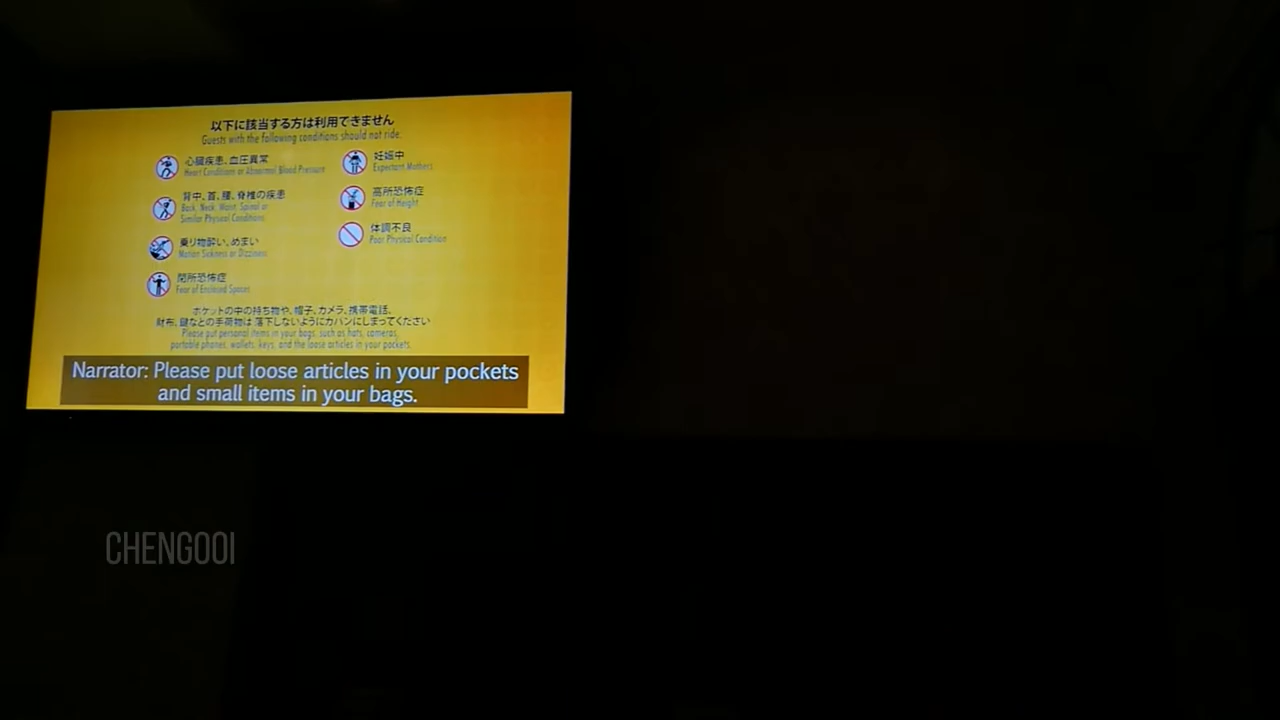 以下に該当する方は利用できません
Guests with the following conditions should not ride.
心臓疾患、血圧異常
Heart Conditions or Abnormal Blood Pressure
背中、首、腰、脊椎の疾患
Back, Neck, Waist, Spinal or
Similar Physical Conditions
乗り物酔い、めまい
Motion Sickness or Dizziness
閉所恐怖症
Fear of Enclosed Spaces
妊娠中
Expectant Mothers
高所恐怖症
Fear of Height
体調不良
Poor Physical Condition
ポケットの中の持ち物や、帽子、カメラ、携帯電話、
財布、鍵などの手荷物は 落下しないようにカバンにしまってください
Please put personal items in your bags, such as hats, cameras,
portable phones, wallets, keys, and the loose articles in your pockets.
Narrator: Please put loose articles in your pockets
and small items in your bags.
CHENGOOI